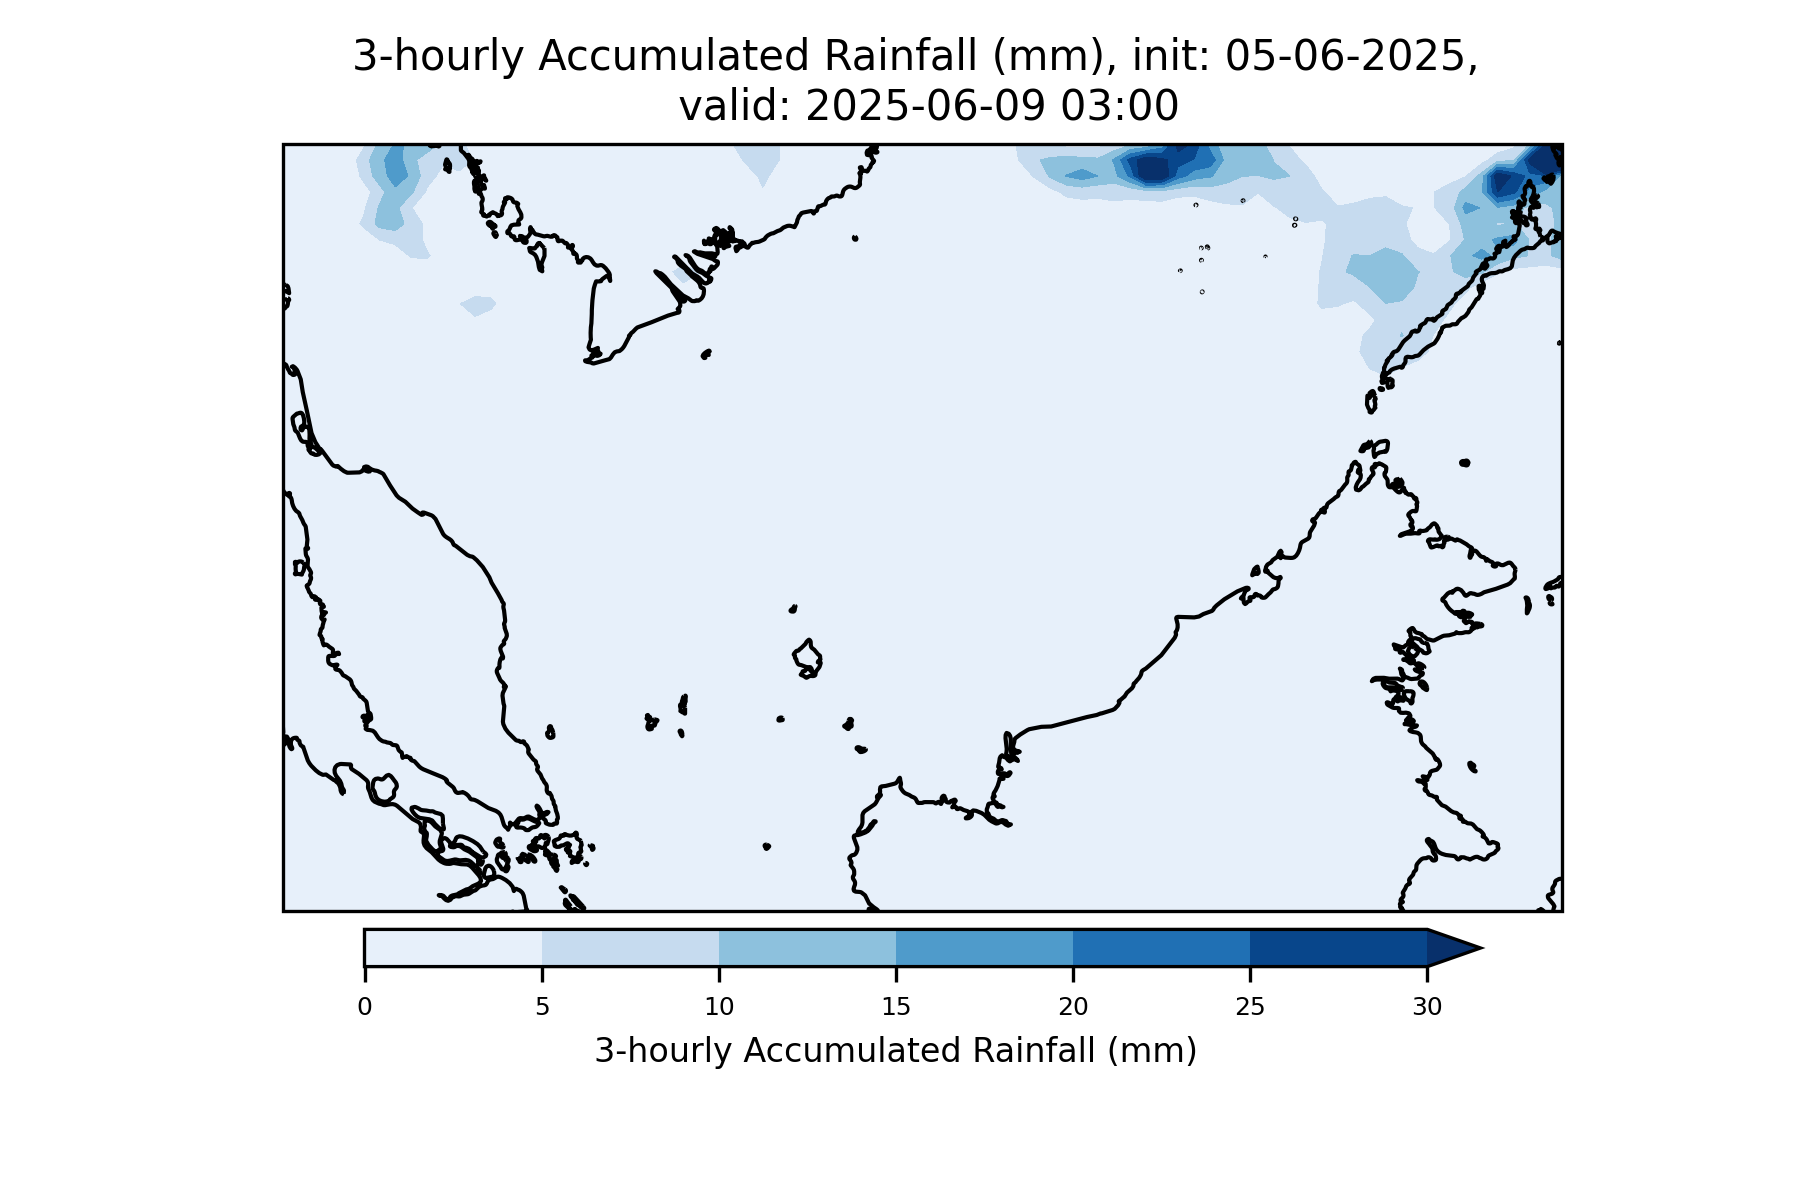 3-hourly Accumulated Rainfall (mm), init: 05-06-2025,
valid: 2025-06-09 03:00
0 5 10 15 20 25 30
3-hourly Accumulated Rainfall (mm)